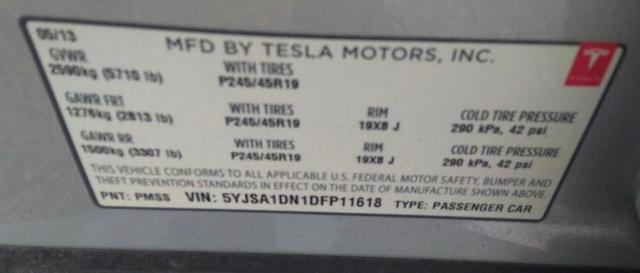 05/13 MFD BY TESLA MOTORS, INC.
GVWR WITH TIRES
2590kg (5710 lb) P245/45R19
TESLA
GAWR FRT WITH TIRES RIM COLD TIRE PRESSURE
1276kg (2813 lb) P245/45R19 19X8 J 290 kPa, 42 psi
GAWR RR WITH TIRES RIM COLD TIRE PRESSURE
1500kg (3307 lb) P245/45R19 19X8 J 290 kPa, 42 psi
THIS VEHICLE CONFORMS TO ALL APPLICABLE U.S. FEDERAL MOTOR SAFETY, BUMPER AND
THEFT PREVENTION STANDARDS IN EFFECT ON THE DATE OF MANUFACTURE SHOWN ABOVE.
PNT: PMSS VIN: 5YJSA1DN1DFP11618 TYPE: PASSENGER CAR